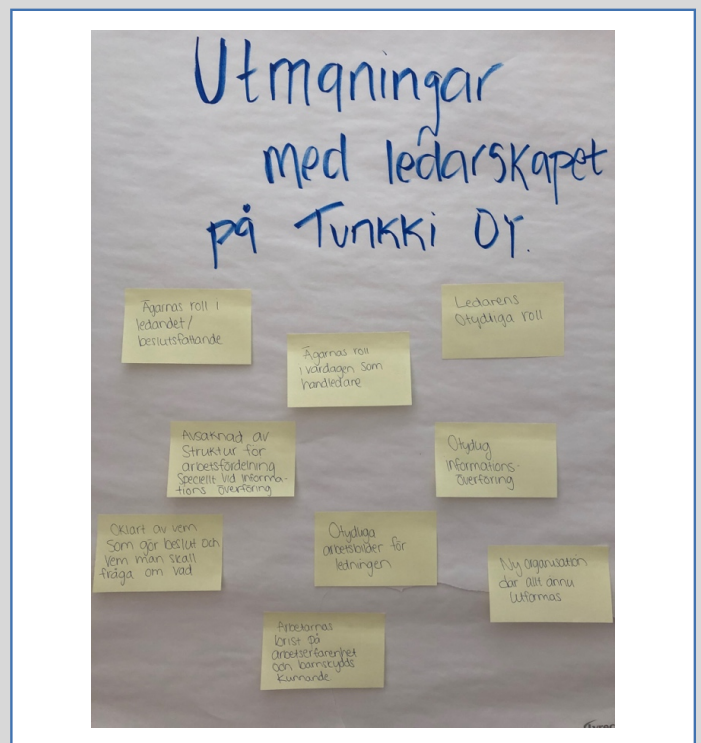 Utmaningar
med ledarskapet
på Tunkki OY.
Ägarnas roll i
ledandet/
beslutsfattande
Ledarens
Otydliga roll
Ägarnas roll
i vardagen som
handledare
Avsaknad av
Struktur för
arbetsfördelning
Speciellt vid informa-
tions överföring
Otydlig
informations-
överföring
Oklart av vem
som gör beslut och
vem man skall
fråga om vad
Otydliga
arbetsbilder för
ledningen
Ny organisation
där allt ännu
utformas
Arbetarnas
brist på
arbetserfarenhet
och barnskydds
kunnande